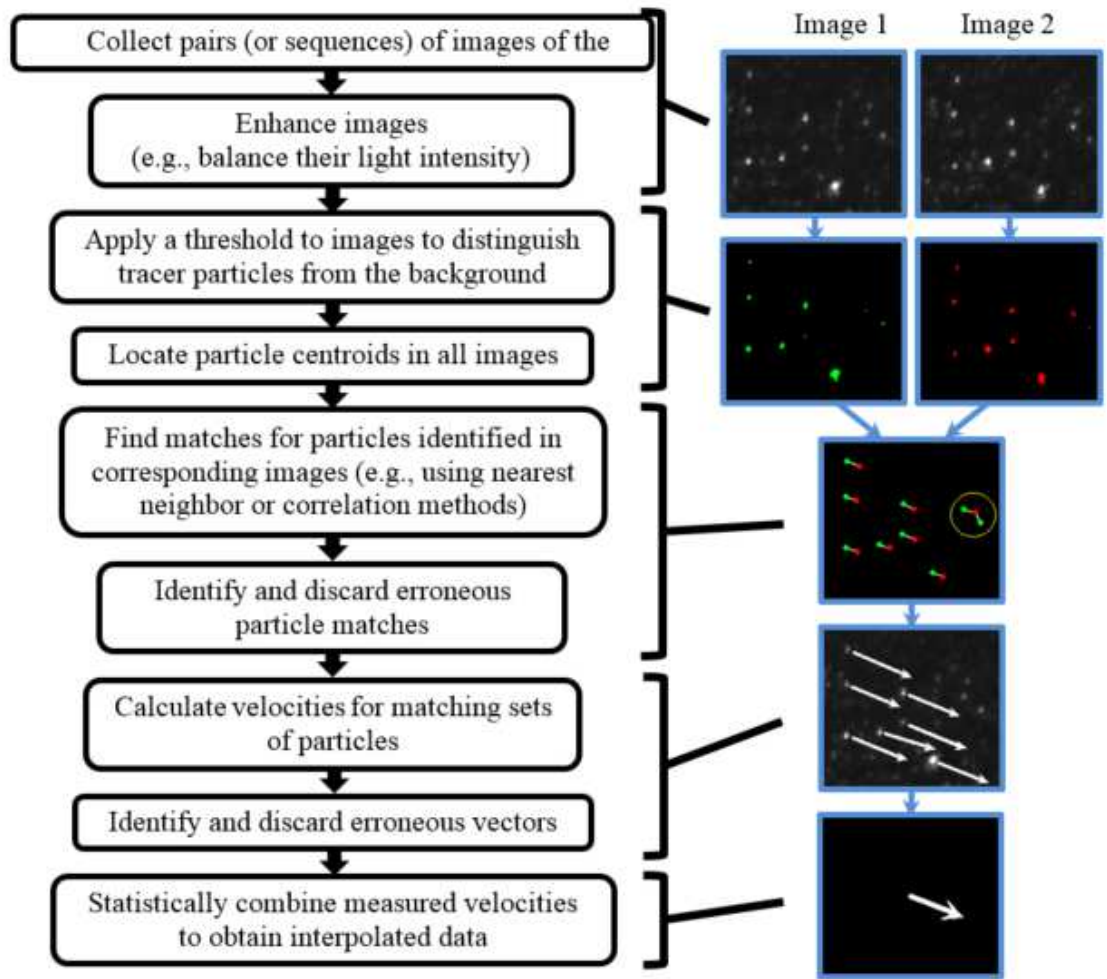 Collect pairs (or sequences) of images of the
Enhance images
(e.g., balance their light intensity)
Apply a threshold to images to distinguish
tracer particles from the background
Locate particle centroids in all images
Find matches for particles identified in
corresponding images (e.g., using nearest
neighbor or correlation methods)
Identify and discard erroneous
particle matches
Calculate velocities for matching sets
of particles
Identify and discard erroneous vectors
Statistically combine measured velocities
to obtain interpolated data
Image 1
Image 2